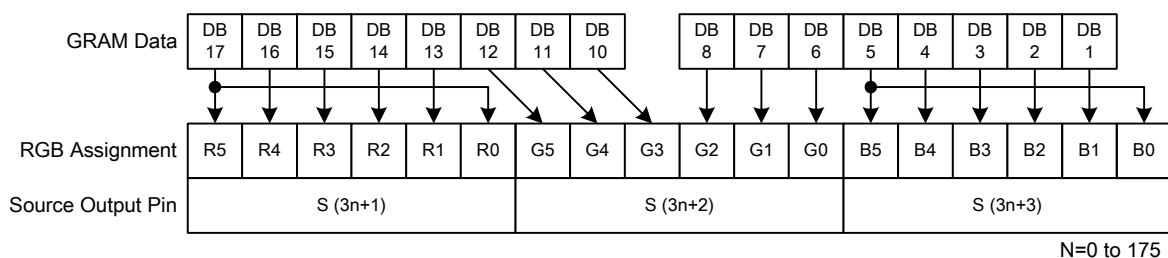 GRAM Data DB 17 DB 16 DB 15 DB 14 DB 13 DB 12 DB 11 DB 10 DB 8 DB 7 DB 6 DB 5 DB 4 DB 3 DB 2 DB 1
RGB Assignment R5 R4 R3 R2 R1 R0 G5 G4 G3 G2 G1 G0 B5 B4 B3 B2 B1 B0
Source Output Pin S (3n+1) S (3n+2) S (3n+3)
N=0 to 175